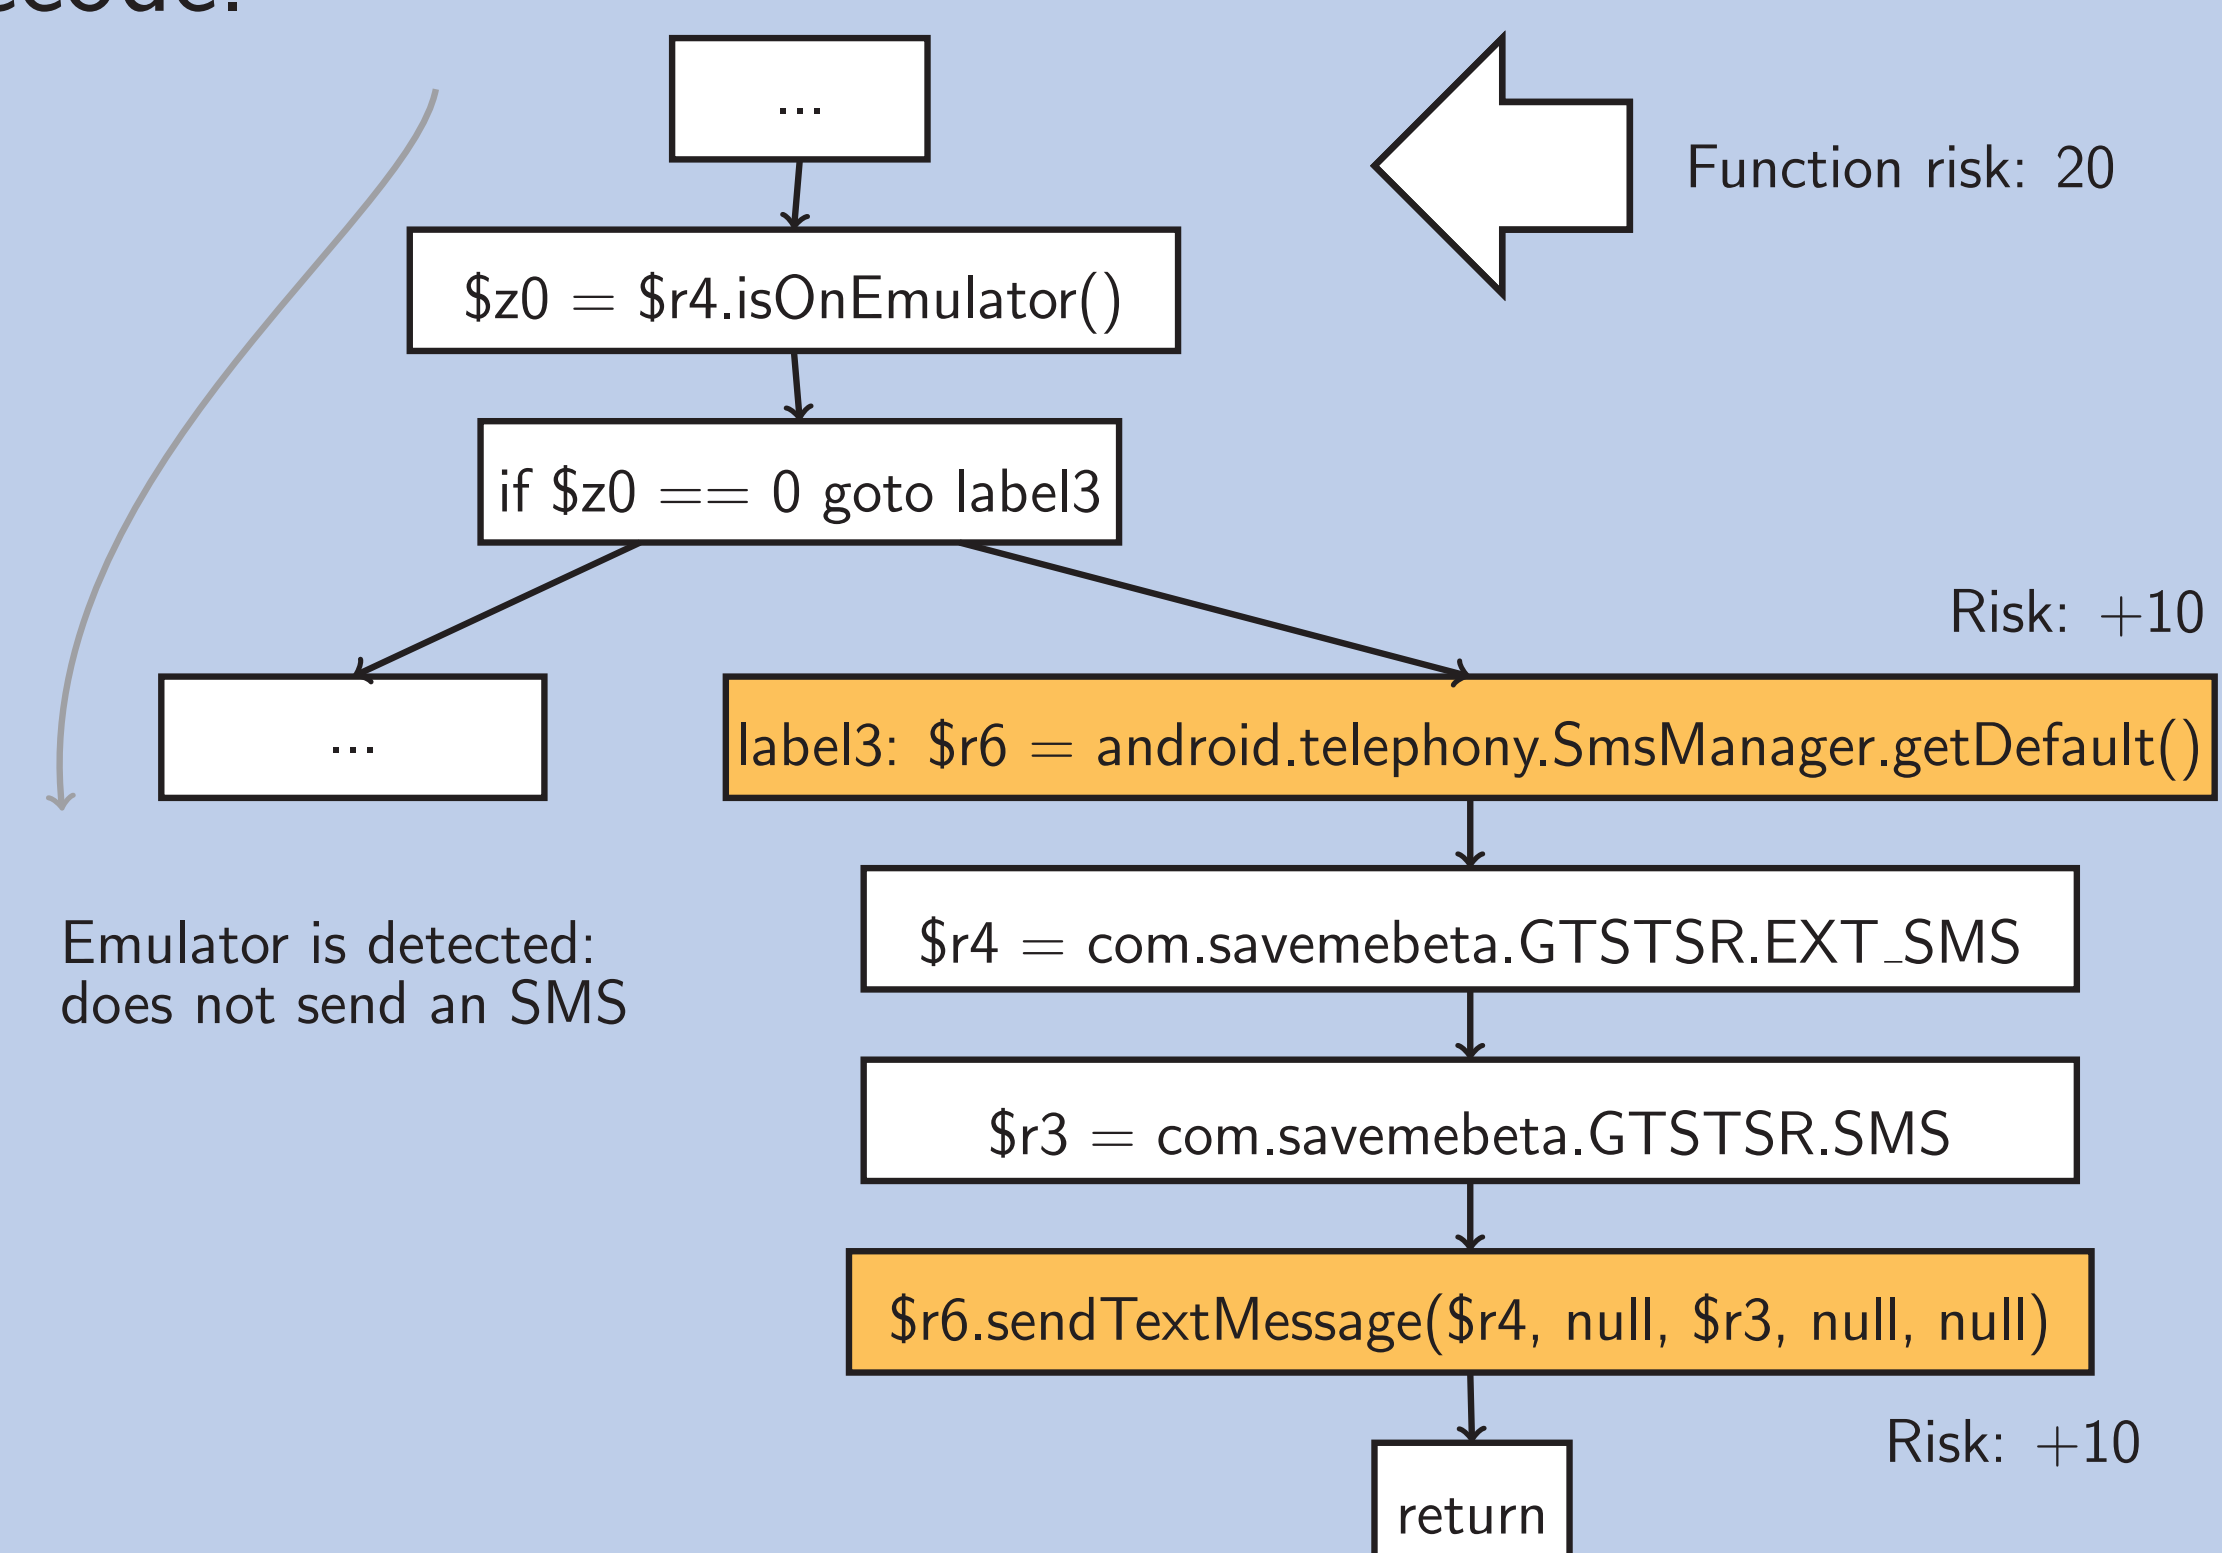 ...
Function risk: 20
$z0 = $r4.isOnEmulator()
if $z0 == 0 goto label3
Risk: +10
...
label3: $r6 = android.telephony.SmsManager.getDefault()
Emulator is detected:
does not send an SMS
$r4 = com.savemebeta.GTSTSR.EXT_SMS
$r3 = com.savemebeta.GTSTSR.SMS
$r6.sendTextMessage($r4, null, $r3, null, null)
Risk: +10
return